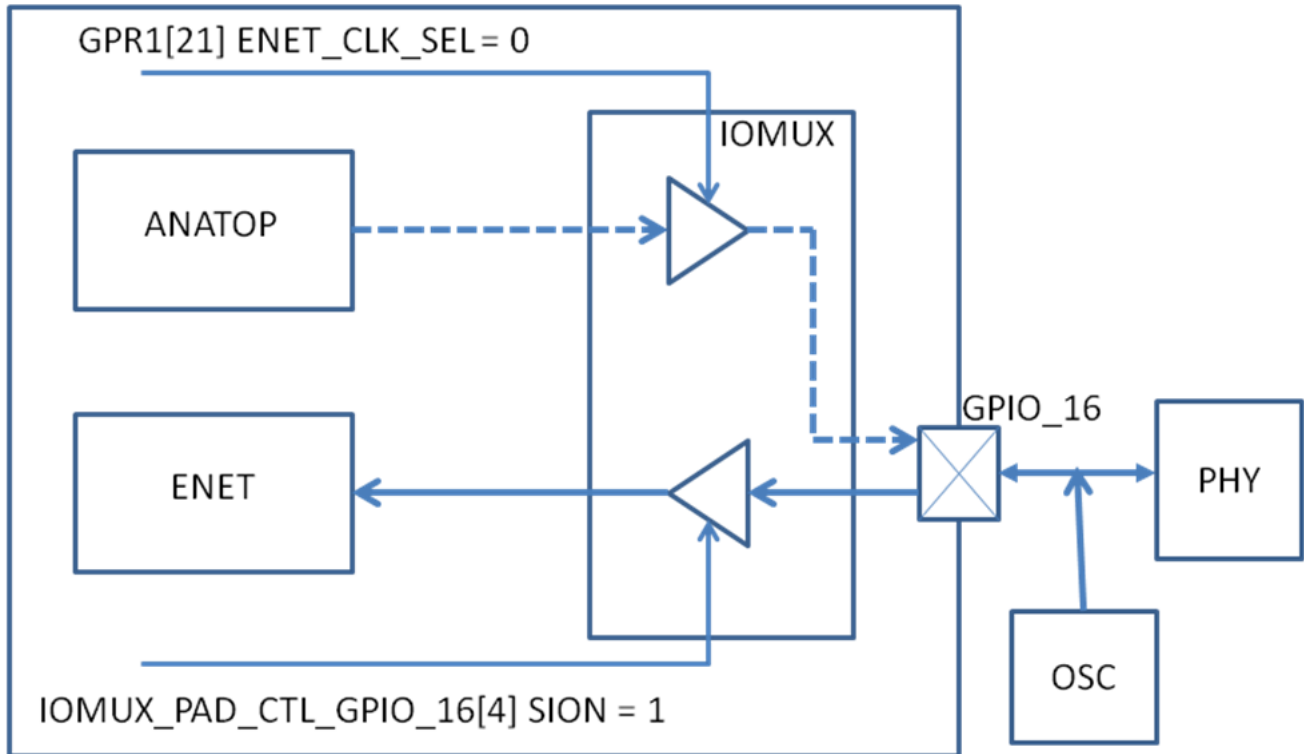 GPR1[21] ENET_CLK_SEL = 0
IOMUX
ANATOP
GPIO_16
ENET
PHY
OSC
IOMUX_PAD_CTL_GPIO_16[4] SION = 1